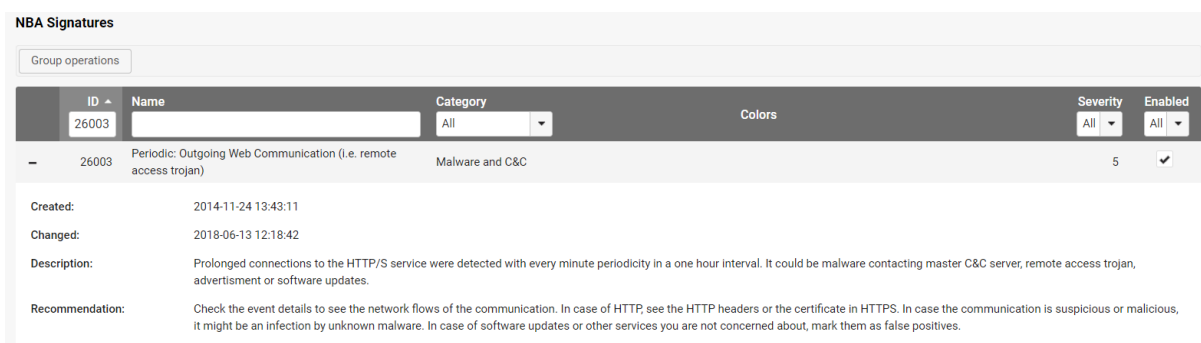 NBA Signatures
Group operations
ID Name Category Colors Severity Enabled
26003 All All All
26003 Periodic: Outgoing Web Communication (i.e. remote access trojan) Malware and C&C 5
Created: 2014-11-24 13:43:11
Changed: 2018-06-13 12:18:42
Description: Prolonged connections to the HTTP/S service were detected with every minute periodicity in a one hour interval. It could be malware contacting master C&C server, remote access trojan,
advertisment or software updates.
Recommendation: Check the event details to see the network flows of the communication. In case of HTTP, see the HTTP headers or the certificate in HTTPS. In case the communication is suspicious or malicious,
it might be an infection by unknown malware. In case of software updates or other services you are not concerned about, mark them as false positives.